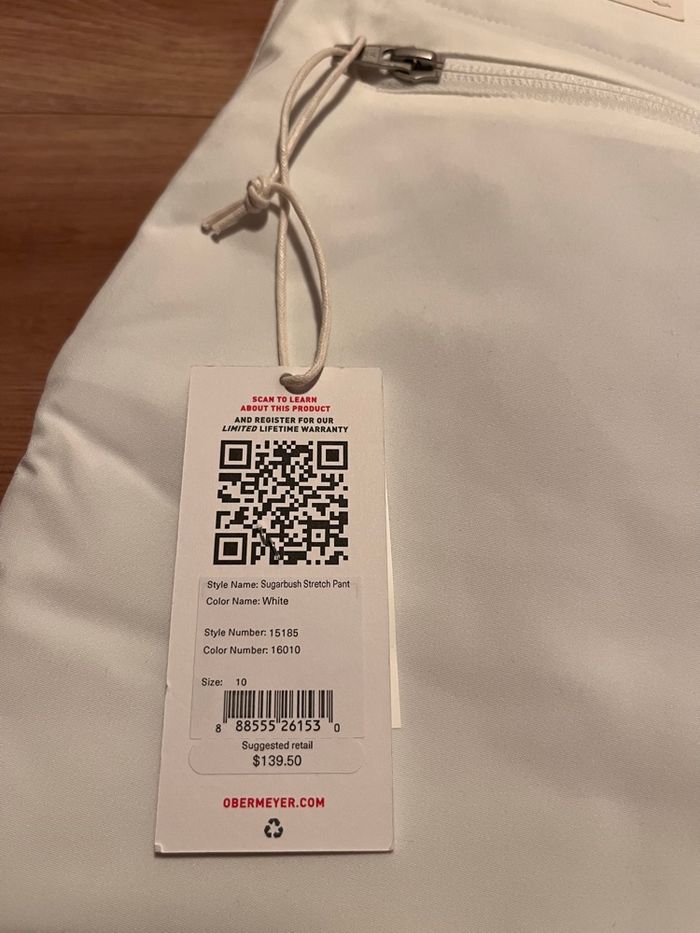 SCAN TO LEARN
ABOUT THIS PRODUCT
AND REGISTER FOR OUR
LIMITED LIFETIME WARRANTY
Style Name: Sugarbush Stretch Pant
Color Name: White
Style Number: 15185
Color Number: 16010
Size: 10
8 88555 26153 0
Suggested retail
$139.50
OBERMEYER.COM